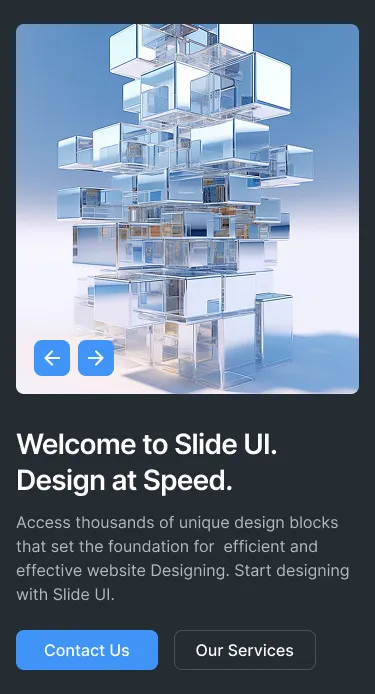 Welcome to Slide UI.
Design at Speed.
Access thousands of unique design blocks
that set the foundation for  efficient and
effective website Designing. Start designing
with Slide UI.
Contact Us
Our Services